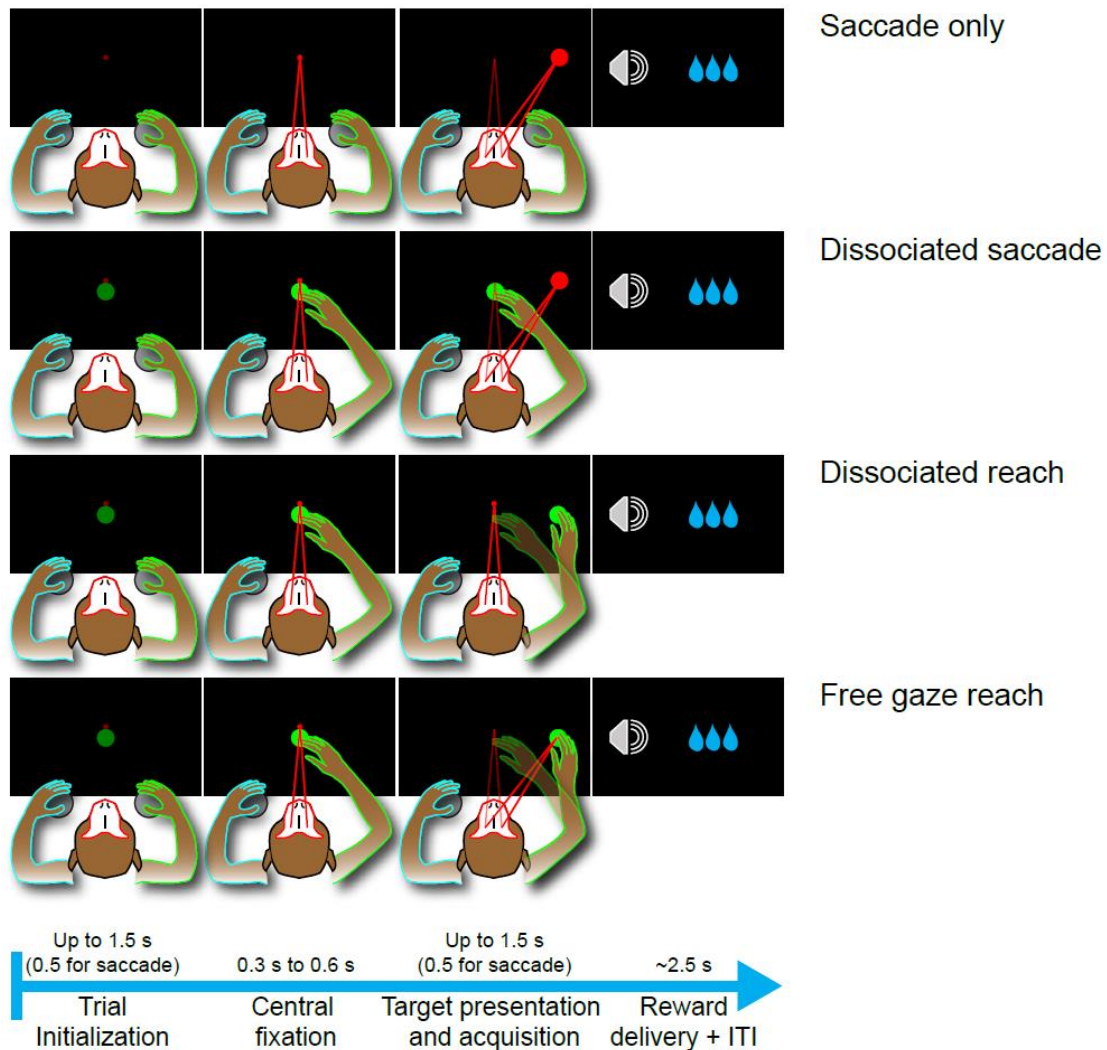 Saccade only
Dissociated saccade
Dissociated reach
Free gaze reach
Up to 1.5 s
(0.5 for saccade)
0.3 s to 0.6 s
Up to 1.5 s
(0.5 for saccade)
~2.5 s
Trial
Initialization
Central
fixation
Target presentation
and acquisition
Reward
delivery + ITI